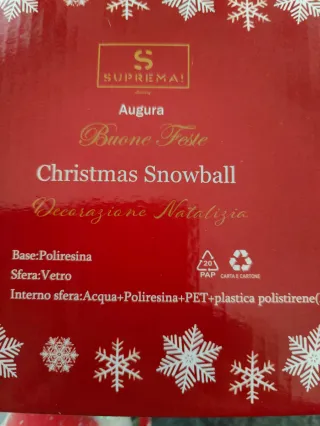 S
SUPREMA!
Augura
Buone Feste
Christmas Snowball
Decorazione Natalizia
Base:Poliresina
Sfera:Vetro
Interno sfera:Acqua+Poliresina+PET+plastica polistirene(
20
PAP
CARTA E CARTONE